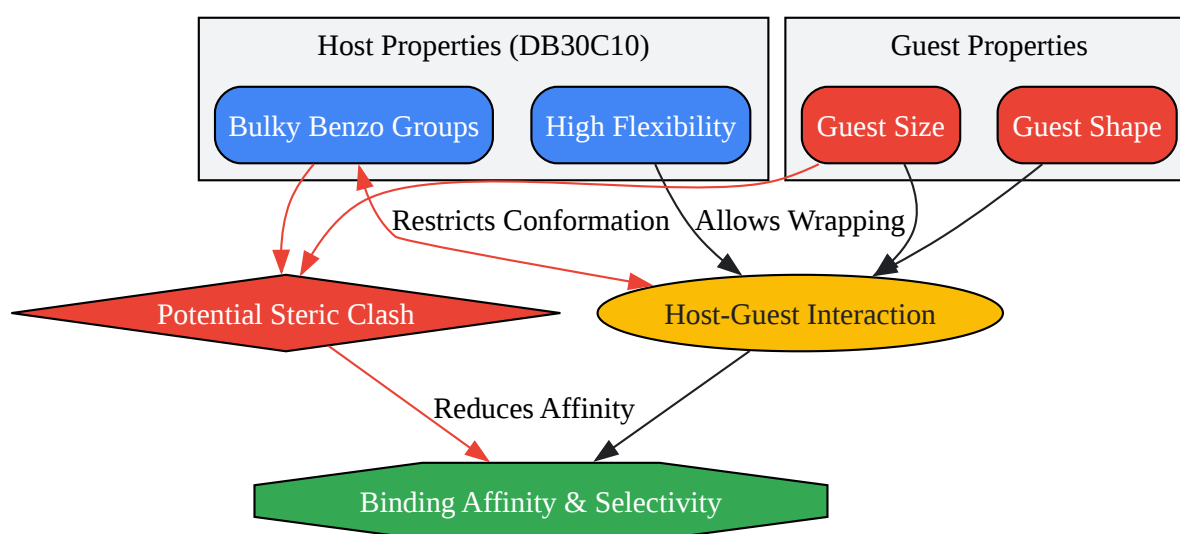 Host Properties (DB30C10)
Guest Properties
Bulky Benzo Groups
High Flexibility
Guest Size
Guest Shape
Restricts Conformation
Allows Wrapping
Potential Steric Clash
Host-Guest Interaction
Reduces Affinity
Binding Affinity & Selectivity